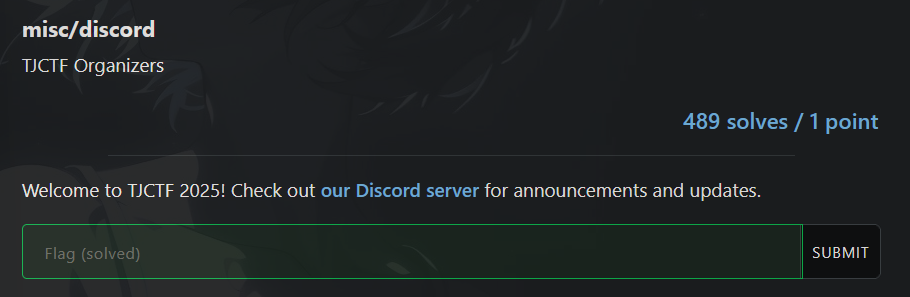 misc/discord
TJCTF Organizers
489 solves / 1 point
Welcome to TJCTF 2025! Check out our Discord server for announcements and updates.
Flag (solved)
SUBMIT